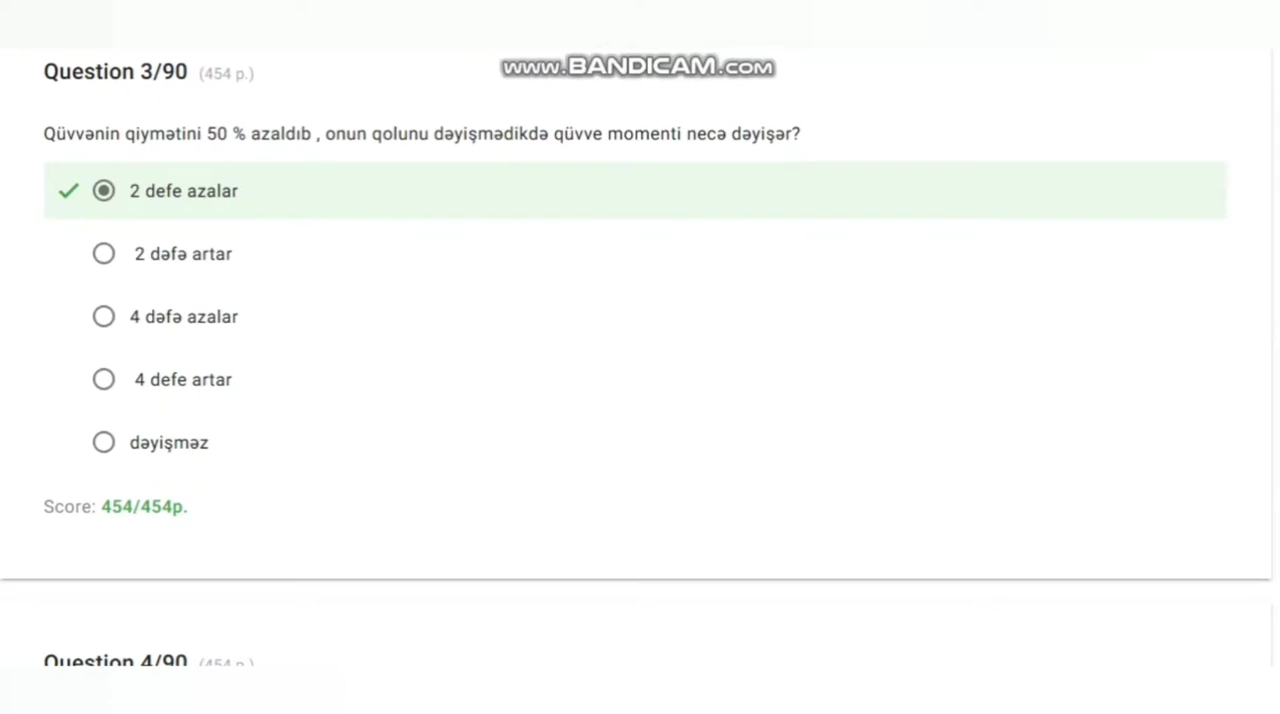 www.BANDICAM.com
Question 3/90 (454 p.)
Qüvvənin qiymətini 50 % azaldıb , onun qolunu dəyişmədikdə qüvve momenti necə dəyişər?
2 defe azalar
2 dəfə artar
4 dəfə azalar
4 defe artar
dəyişməz
Score: 454/454p.
Question 4/90 (454 p.)